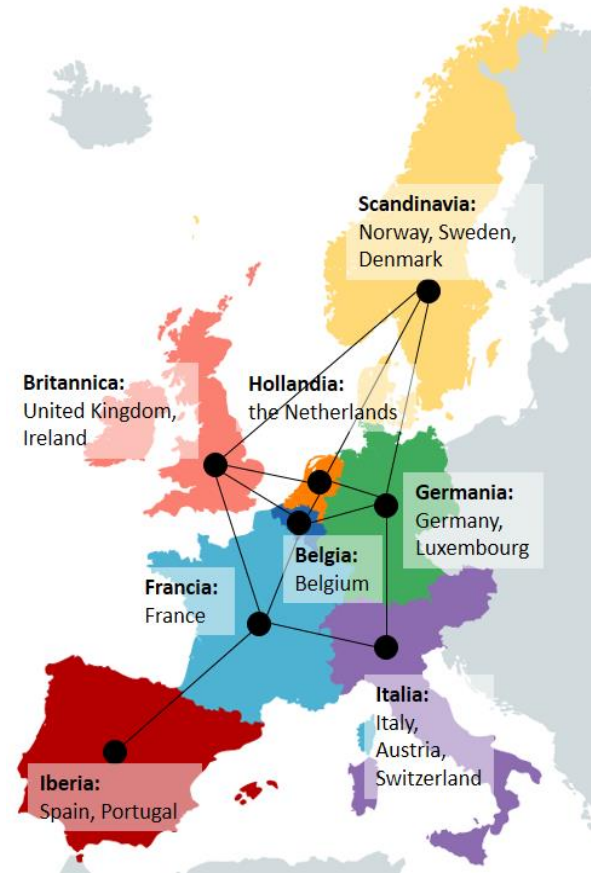 Scandinavia:
Norway, Sweden,
Denmark
Britannica:
United Kingdom,
Ireland
Hollandia:
the Netherlands
Germania:
Germany,
Luxembourg
Belgia:
Belgium
Francia:
France
Italia:
Italy,
Austria,
Switzerland
Iberia:
Spain, Portugal